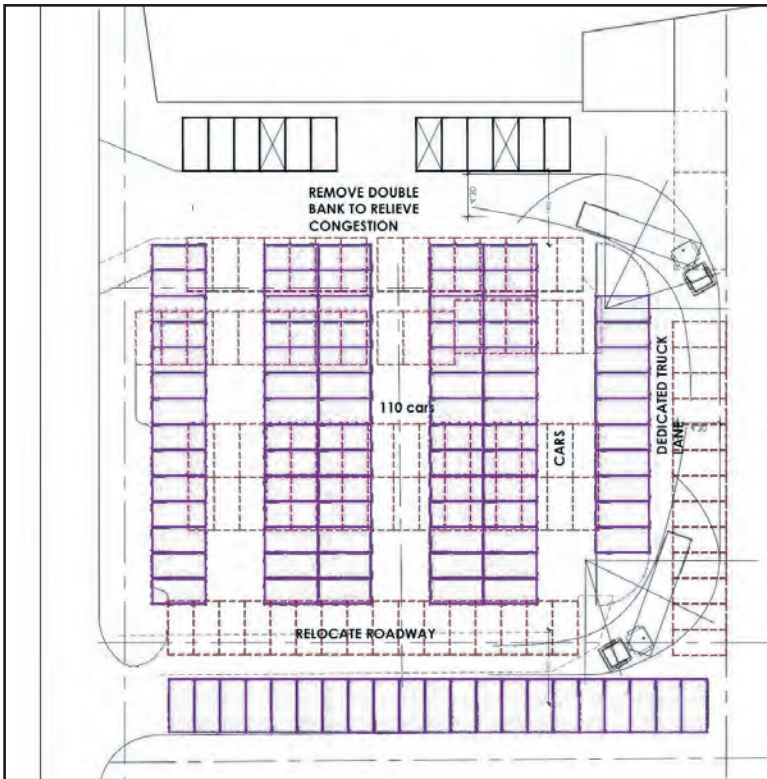 REMOVE DOUBLE
BANK TO RELIEVE
CONGESTION
110 cars
CARS
DEDICATED TRUCK
LANE
RELOCATE ROADWAY